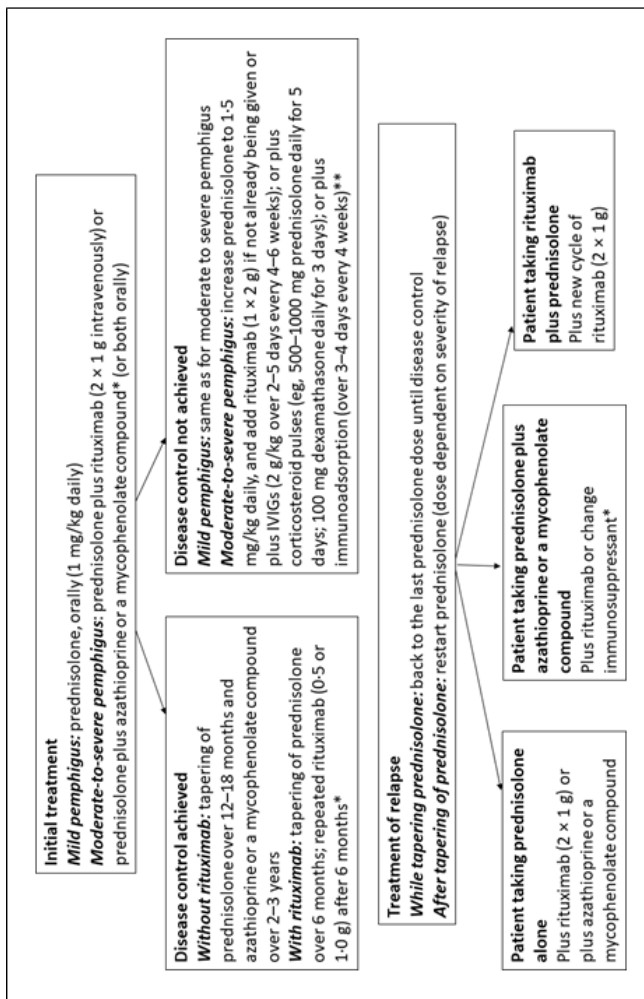 Initial treatment
Mild pemphigus: prednisolone, orally (1 mg/kg daily)
Moderate-to-severe pemphigus: prednisolone plus rituximab (2 × 1 g intravenously) or
prednisolone plus azathioprine or a mycophenolate compound* (or both orally)
Disease control achieved
Without rituximab: tapering of
prednisolone over 12–18 months and
azathioprine or a mycophenolate compound
over 2–3 years
With rituximab: tapering of prednisolone
over 6 months; repeated rituximab (0·5 or
1·0 g) after 6 months*
Disease control not achieved
Mild pemphigus: same as for moderate to severe pemphigus
Moderate-to-severe pemphigus: increase prednisolone to 1·5
mg/kg daily, and add rituximab (1 × 2 g) if not already being given or
plus IVIGs (2 g/kg over 2–5 days every 4–6 weeks); or plus
corticosteroid pulses (eg, 500–1000 mg prednisolone daily for 5
days; 100 mg dexamathasone daily for 3 days); or plus
immunoadsorption (over 3–4 days every 4 weeks)**
Treatment of relapse
While tapering prednisolone: back to the last prednisolone dose until disease control
After tapering of prednisolone: restart prednisolone (dose dependent on severity of relapse)
Patient taking prednisolone
alone
Plus rituximab (2 × 1 g) or
plus azathioprine or a
mycophenolate compound
Patient taking prednisolone plus
azathioprine or a mycophenolate
compound
Plus rituximab or change
immunosuppressant*
Patient taking rituximab
plus prednisolone
Plus new cycle of
rituximab (2 × 1 g)